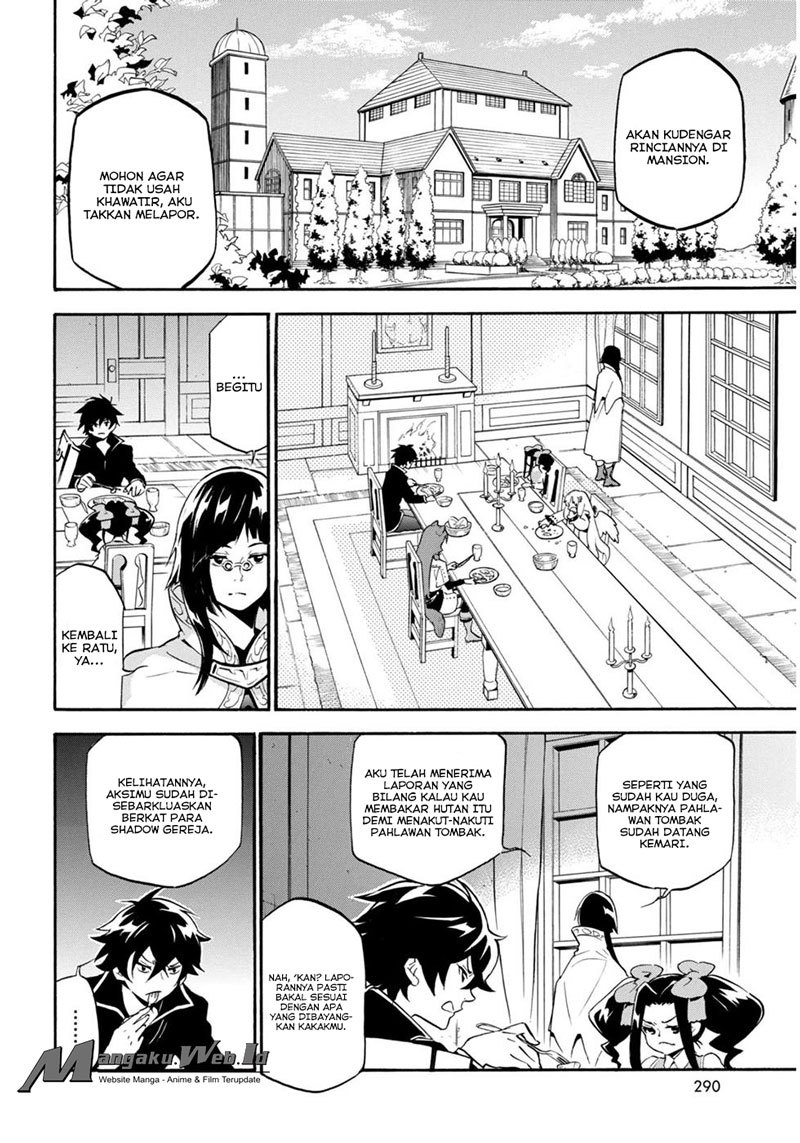 AKAN KUDENGAR
RINCIANNYA DI
MANSION.
MOHON AGAR
TIDAK USAH
KHAWATIR, AKU
TAKKAN MELAPOR.
...
BEGITU
KEMBALI
KE RATU,
YA...
SEPERTI YANG
SUDAH KAU DUGA,
NAMPAKNYA PAHLA-
WAN TOMBAK
SUDAH DATANG
KEMARI.
AKU TELAH MENERIMA
LAPORAN YANG
BILANG KALAU KAU
MEMBAKAR HUTAN ITU
DEMI MENAKUT-NAKUTI
PAHLAWAN TOMBAK.
NAH, 'KAN? LAPO-
RANNYA PASTI
BAKAL SESUAI
DENGAN APA
YANG DIBAYANG-
KAN KAKAKMU.
KELIHATANNYA,
AKSIMU SUDAH DI-
SEBARKLUASKAN
BERKAT PARA
SHADOW GEREJA.
........
MangakuWeb.Id
Website Manga - Anime & Film Terupdate
290